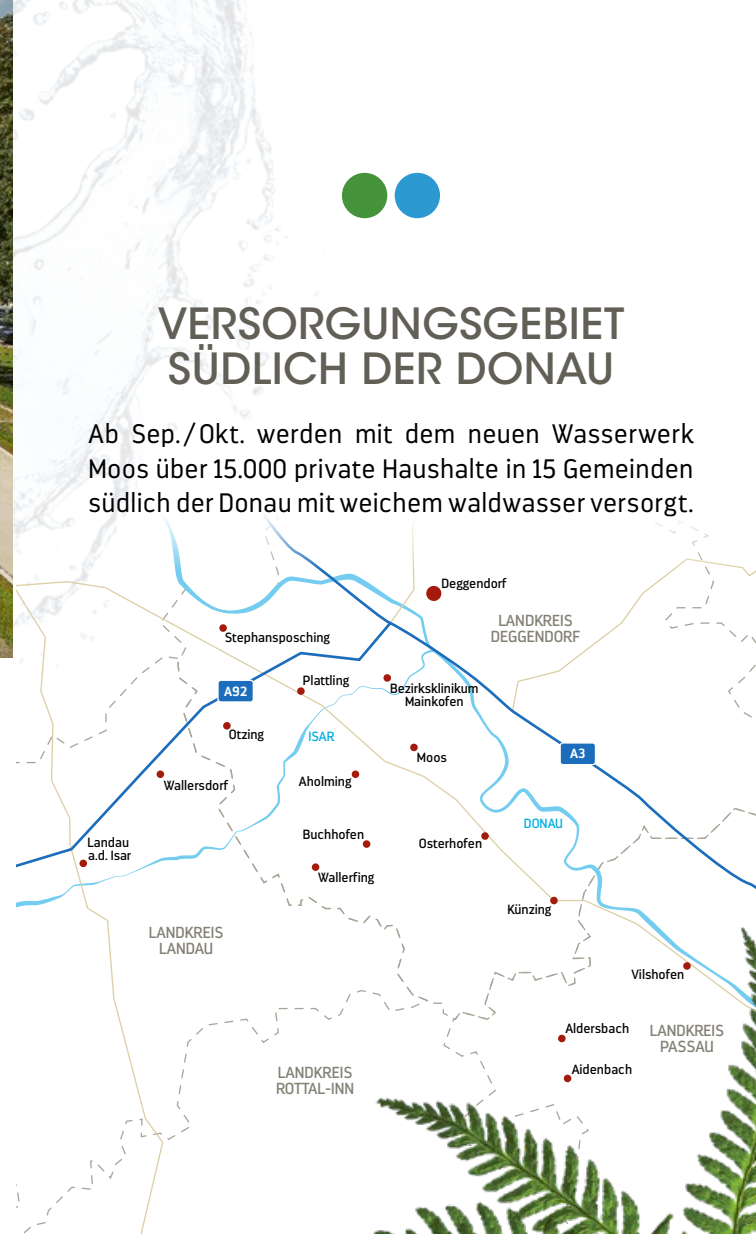 VERSORGUNGSGEBIET
SÜDLICH DER DONAU
Ab Sep./Okt. werden mit dem neuen Wasserwerk
Moos über 15.000 private Haushalte in 15 Gemeinden
südlich der Donau mit weichem waldwasser versorgt.
Deggendorf
LANDKREIS
DEGGENDORF
Stephansposching
Plattling
A92
Bezirksklinikum
Mainkofen
Otzing
ISAR
Moos
A3
Wallersdorf
Aholming
DONAU
Buchhofen
Osterhofen
Landau
a.d. Isar
Wallerfing
Künzing
LANDKREIS
LANDAU
Vilshofen
Aldersbach
LANDKREIS
PASSAU
Aidenbach
LANDKREIS
ROTTAL-INN